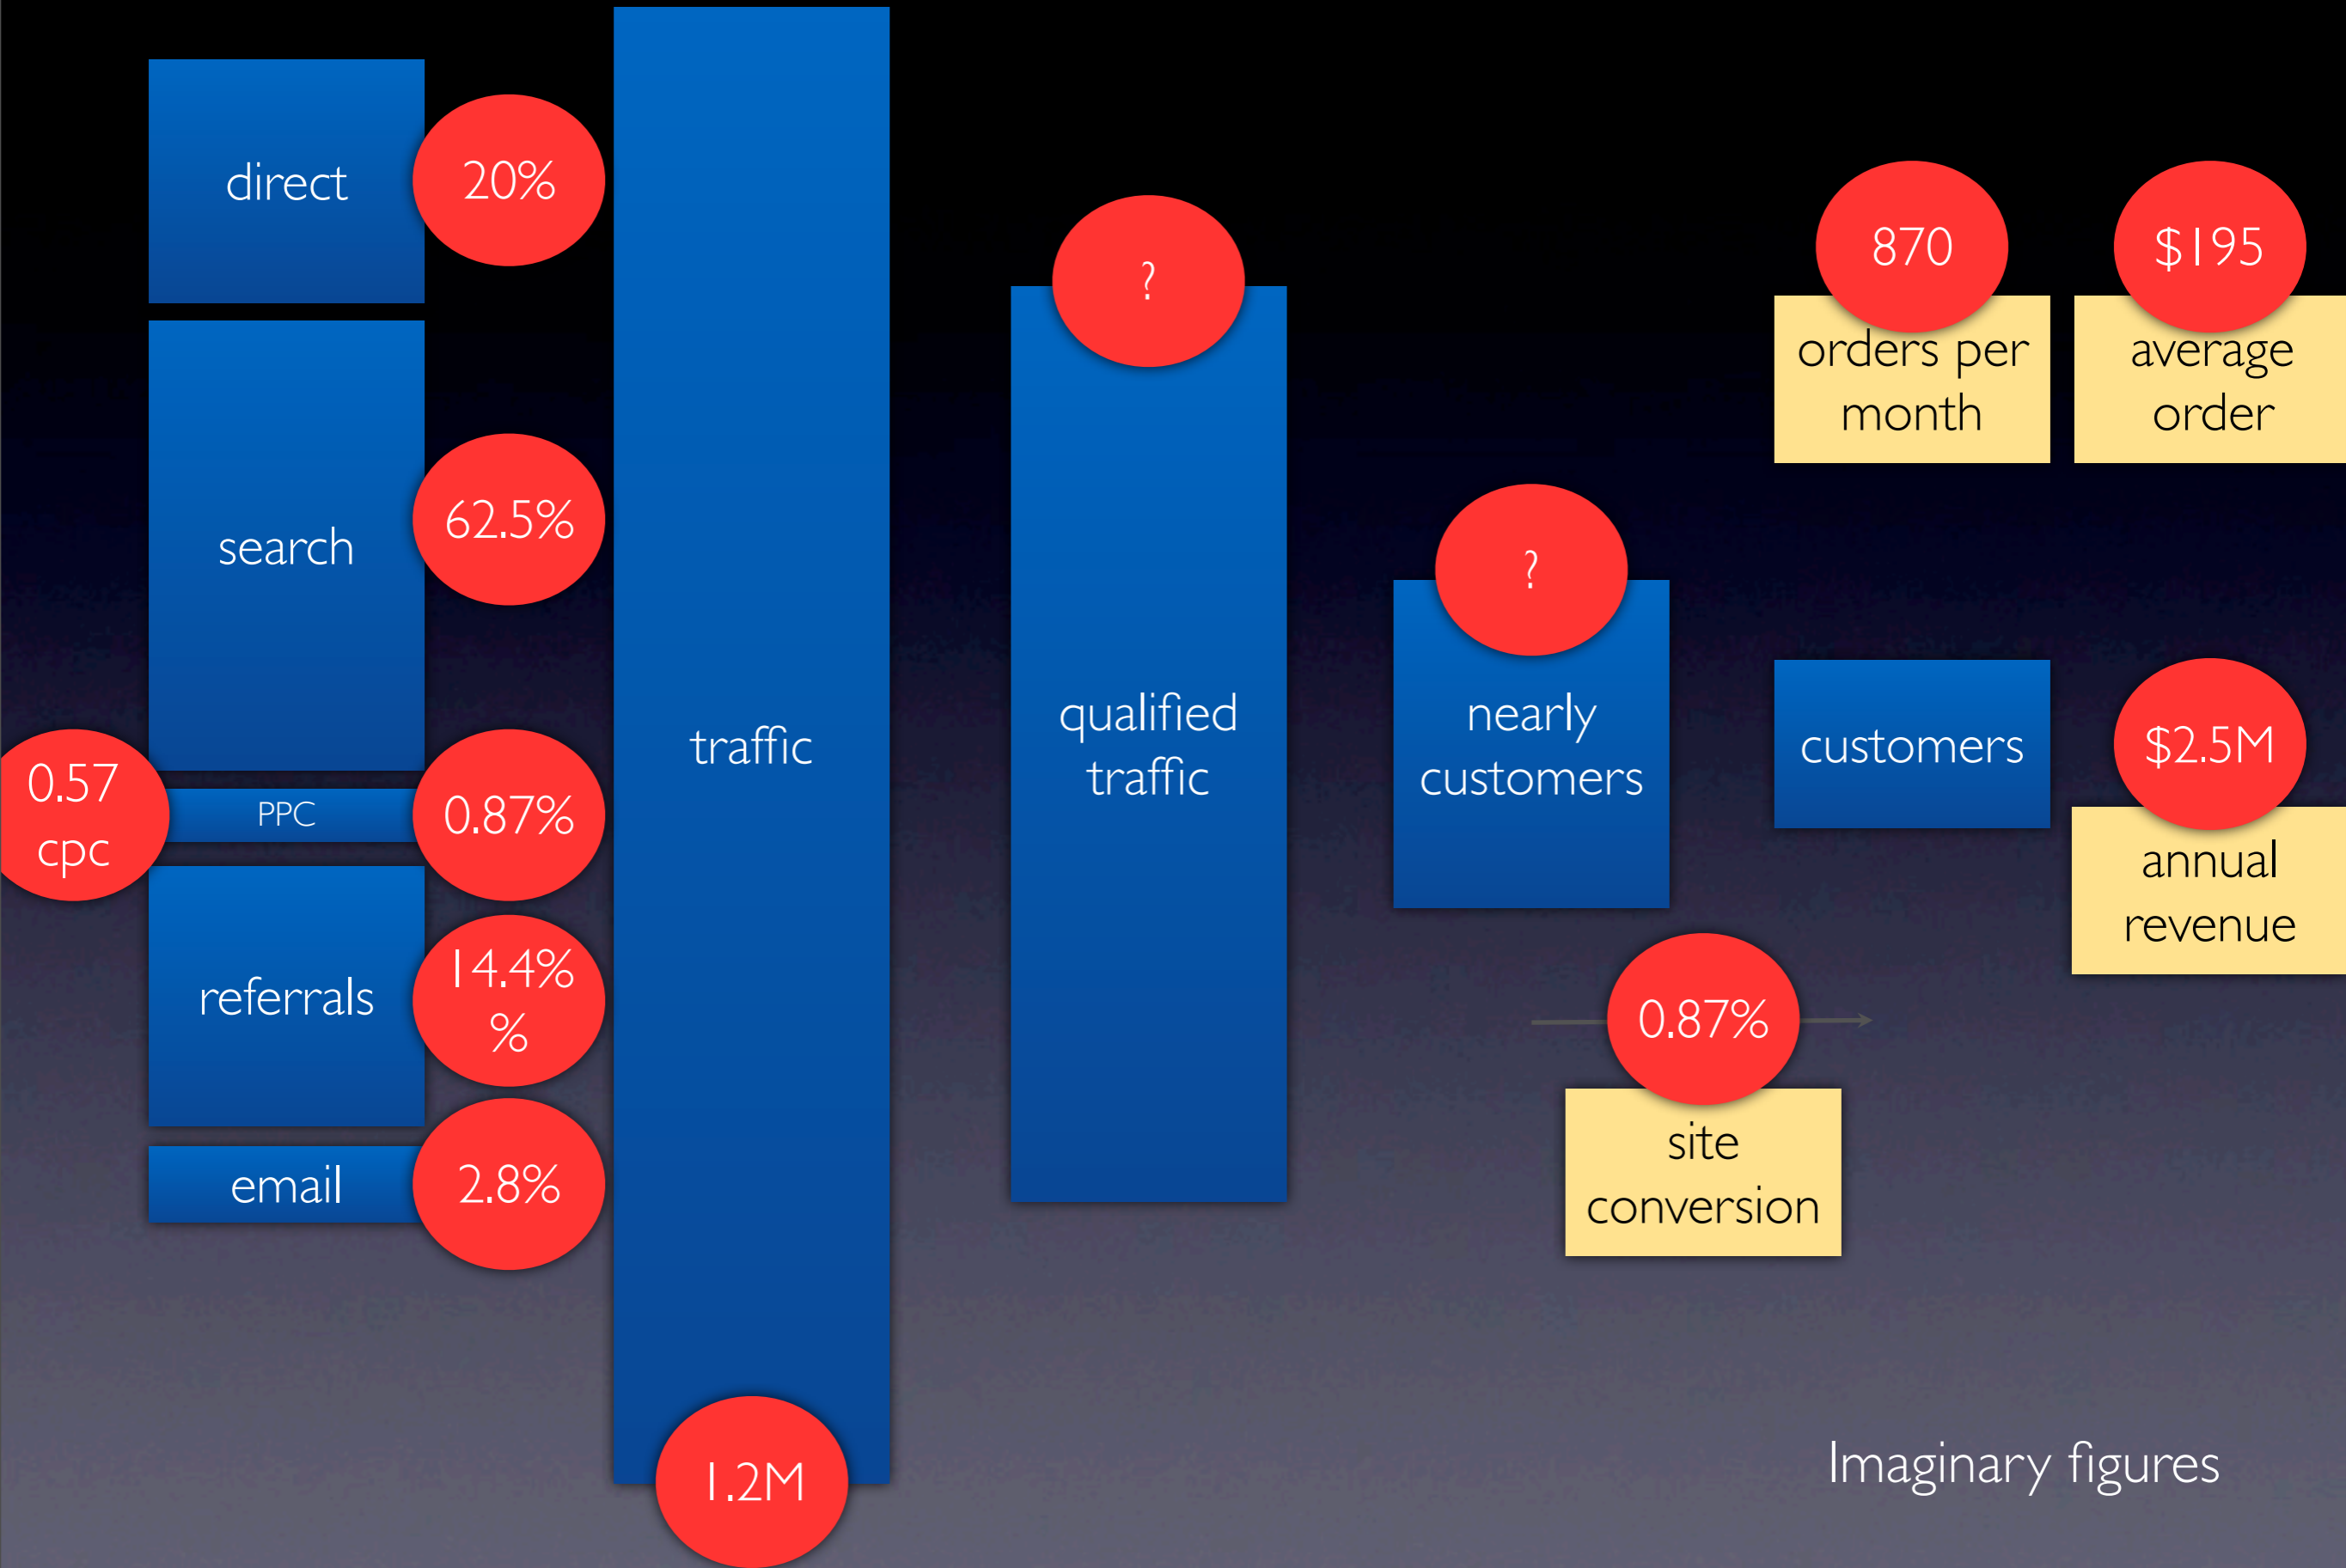 direct
20%
search
62.5%
0.57
cpc
PPC
0.87%
referrals
14.4%
%
email
2.8%
traffic
1.2M
?
qualified
traffic
?
nearly
customers
870
orders per
month
$195
average
order
customers
$2.5M
annual
revenue
0.87%
site
conversion
Imaginary figures